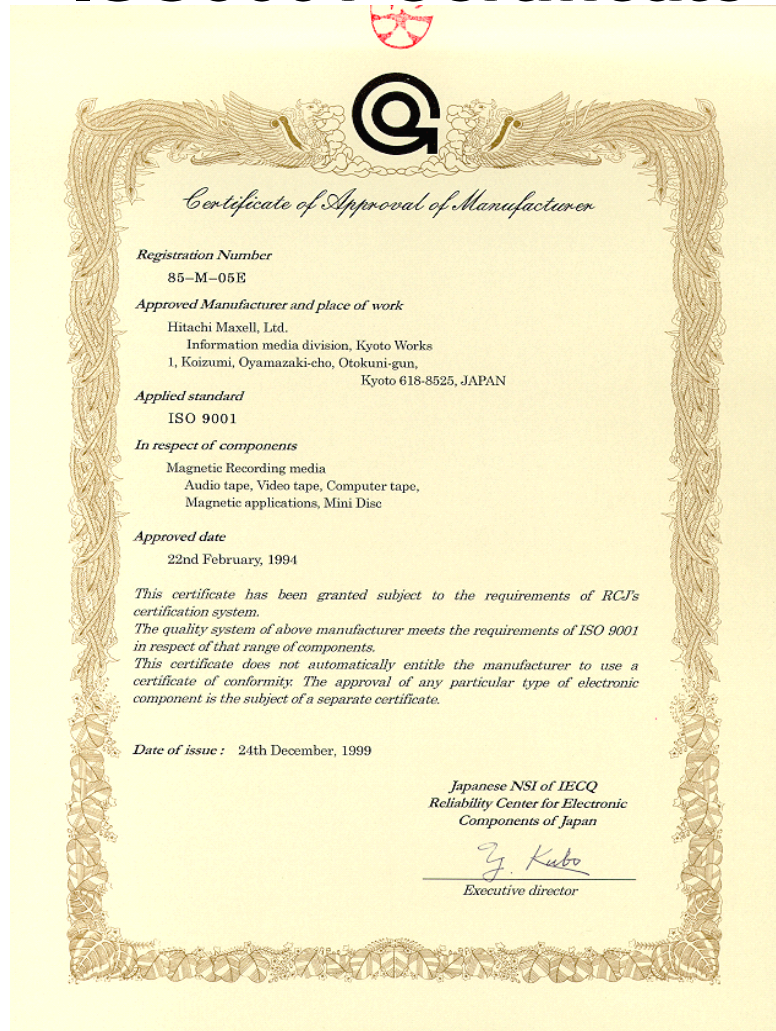 Certificate of Approval of Manufacturer
Registration Number
85-M-05E
Approved Manufacturer and place of work
Hitachi Maxell, Ltd.
Information media division, Kyoto Works
1, Koizumi, Oyamazaki-cho, Otokuni-gun,
Kyoto 618-8525, JAPAN
Applied standard
ISO 9001
In respect of components
Magnetic Recording media
Audio tape, Video tape, Computer tape,
Magnetic applications, Mini Disc
Approved date
22nd February, 1994
This certificate has been granted subject to the requirements of RCJ's
certification system.
The quality system of above manufacturer meets the requirements of ISO 9001
in respect of that range of components.
This certificate does not automatically entitle the manufacturer to use a
certificate of conformity. The approval of any particular type of electronic
component is the subject of a separate certificate.
Date of issue : 24th December, 1999
Japanese NSI of IECQ
Reliability Center for Electronic
Components of Japan
Y. Kubo
Executive director